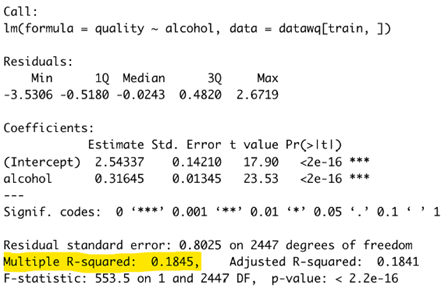 Call:
lm(formula = quality ~ alcohol, data = datawq[train, ])
Residuals:
Min 1Q Median 3Q Max
-3.5306 -0.5180 -0.0243 0.4820 2.6719
Coefficients:
Estimate Std. Error t value Pr(>|t|)
(Intercept) 2.54337 0.14210 17.90 <2e-16 ***
alcohol 0.31645 0.01345 23.53 <2e-16 ***
---
Signif. codes: 0 ‘***’ 0.001 ‘**’ 0.01 ‘*’ 0.05 ‘.’ 0.1 ‘ ’ 1
Residual standard error: 0.8025 on 2447 degrees of freedom
Multiple R-squared: 0.1845, Adjusted R-squared: 0.1841
F-statistic: 553.5 on 1 and 2447 DF, p-value: < 2.2e-16